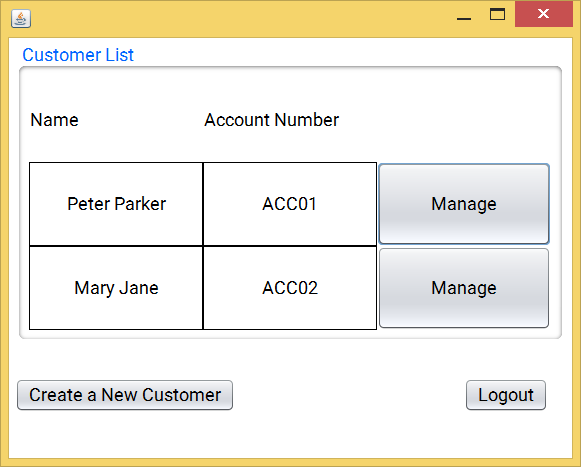 Customer List
Name Account Number
Peter Parker ACC01 Manage
Mary Jane ACC02 Manage
Create a New Customer Logout